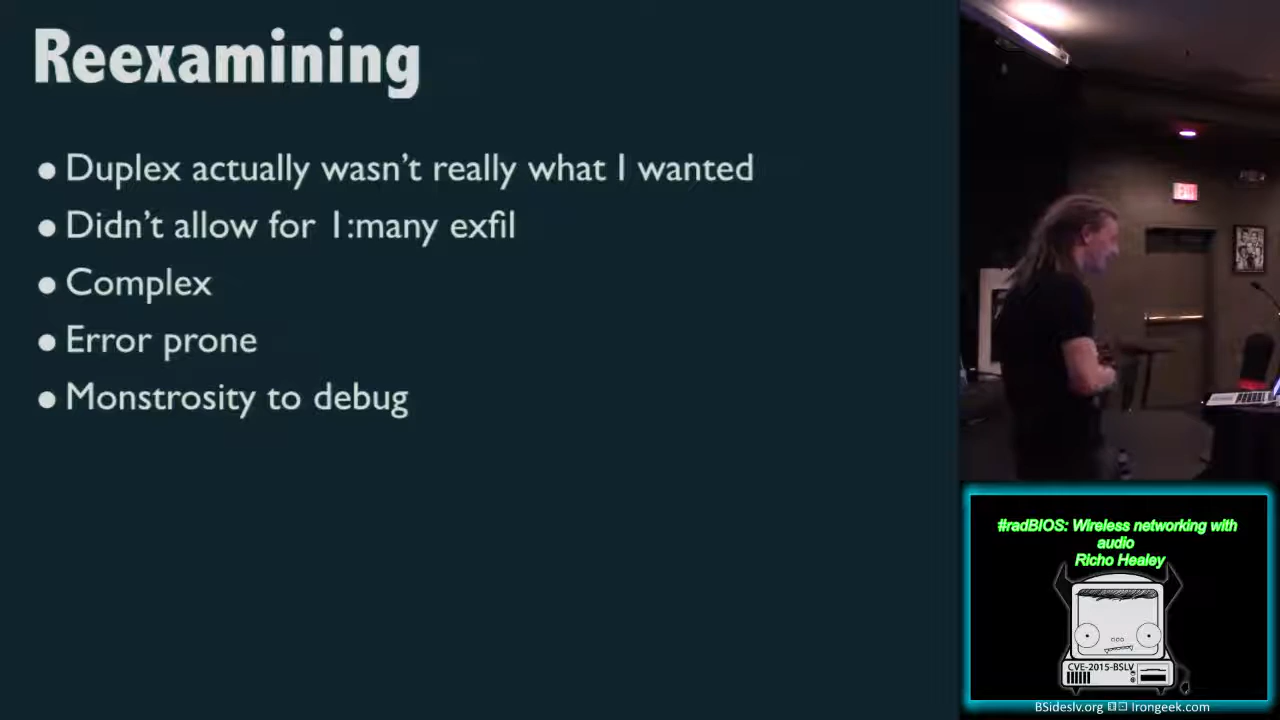 Reexamining
● Duplex actually wasn't really what I wanted
● Didn't allow for 1:many exfil
● Complex
● Error prone
● Monstrosity to debug
EXIT
#radBIOS: Wireless networking with
audio
Richo Healey
CVE-2015-BSLV
BSideslv.org Irongeek.com